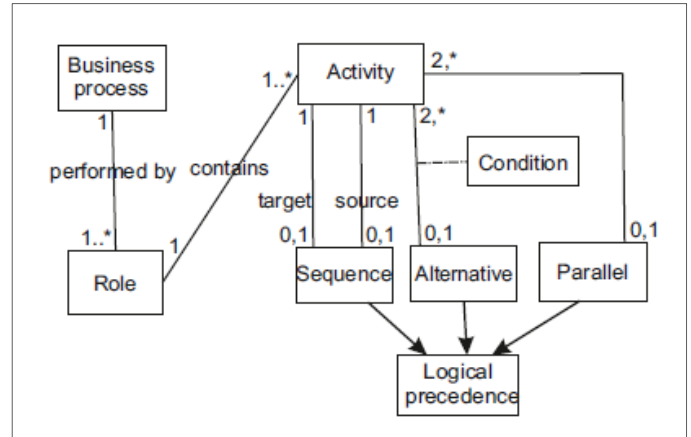 Business
process
Activity
1..*
2,*
1
1
1
2,*
performed by
contains
Condition
target
source
1..*
1
0,1
0,1
0,1
0,1
Role
Sequence
Alternative
Parallel
Logical
precedence